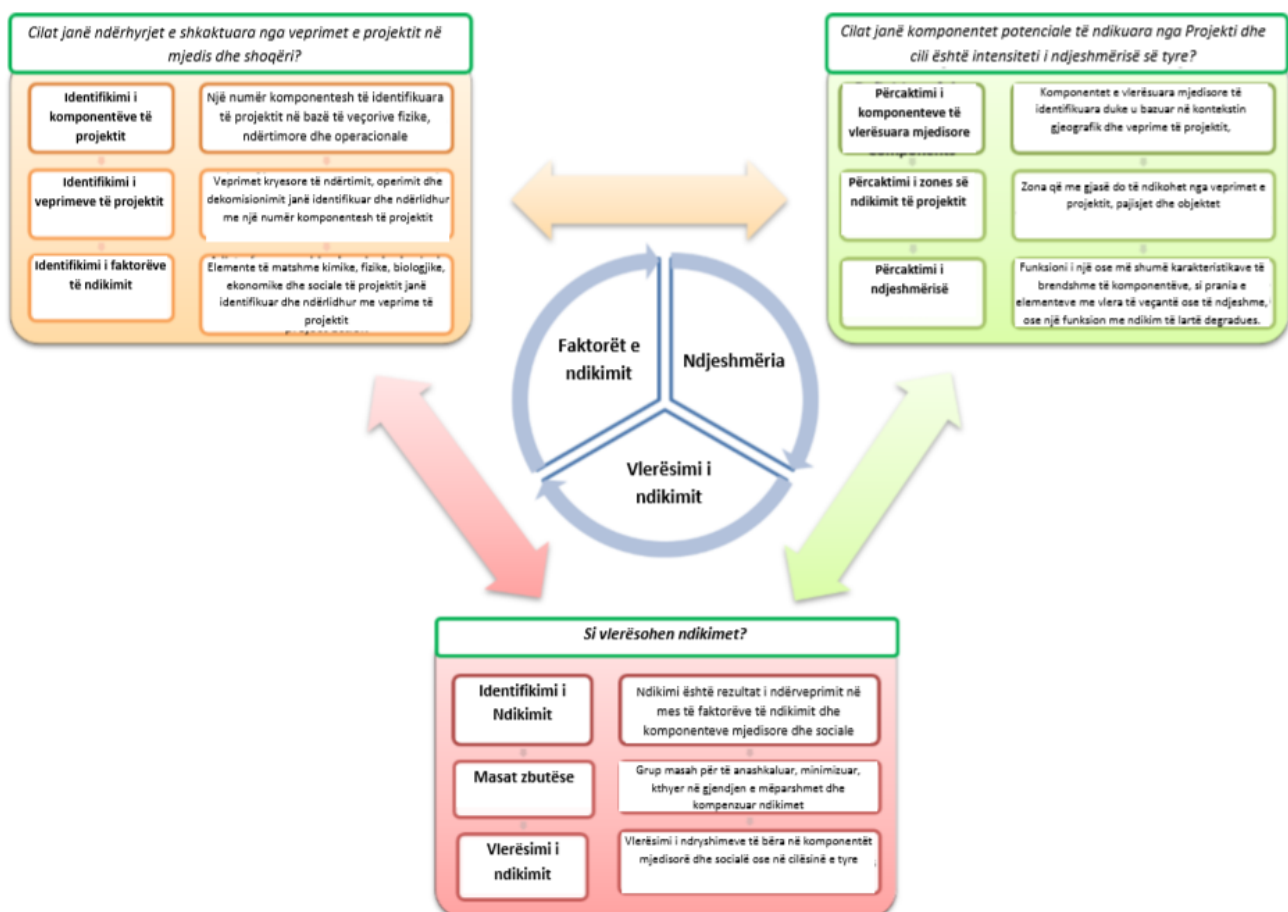 Cilat janë ndërhyrjet e shkaktuara nga veprimet e projektit në
mjedis dhe shoqëri?
Identifikimi i
komponentëve të
projektit
Një numër komponentesh të identifikuara
të projektit në bazë të veçorive fizike,
ndërtimore dhe operacionale
Identifikimi i
veprimeve të projektit
Veprimet kryesore të ndërtimit, operimit dhe
dekomisionimit janë identifikuar dhe ndërlidhur
me një numër komponentesh të projektit
Identifikimi i faktorëve
të ndikimit
Elemente të matshme kimike, fizike, biologjike,
ekonomike dhe sociale të projektit janë
identifikuar dhe ndërlidhur me veprime të
projektit
Cilat janë komponentet potenciale të ndikuara nga Projekti dhe
cili është intensiteti i ndjeshmërisë së tyre?
Përcaktimi i
komponenteve të
vlerësuara mjedisore
Komponentet e vlerësuara mjedisore të
identifikuara duke u bazuar në kontekstin
gjeografik dhe veprime të projektit,
Përcaktimi i zones së
ndikimit të projektit
Zona që me gjasë do të ndikohet nga veprimet e
projektit, pajisjet dhe objektet
Përcaktimi i
ndjeshmërisë
Funksioni i një ose më shumë karakteristikave të
brendshme të komponentëve, si prania e
elementeve me vlera të veçantë ose të ndjeshme,
ose një funksion me ndikim të lartë degradues.
Faktorët e
ndikimit
Ndjeshmëria
Vlerësimi i
ndikimit
Si vlerësohen ndikimet?
Identifikimi i
Ndikimit
Ndikimi është rezultat i ndërveprimit në
mes të faktorëve të ndikimit dhe
komponenteve mjedisore dhe sociale
Masat zbutëse
Grup masah për të anashkaluar, minimizuar,
kthyer në gjendjen e mëparshmet dhe
kompenzuar ndikimet
Vlerësimi i
ndikimit
Vlerësimi i ndryshimeve të bëra në komponentët
mjedisorë dhe socialë ose në cilësinë e tyre